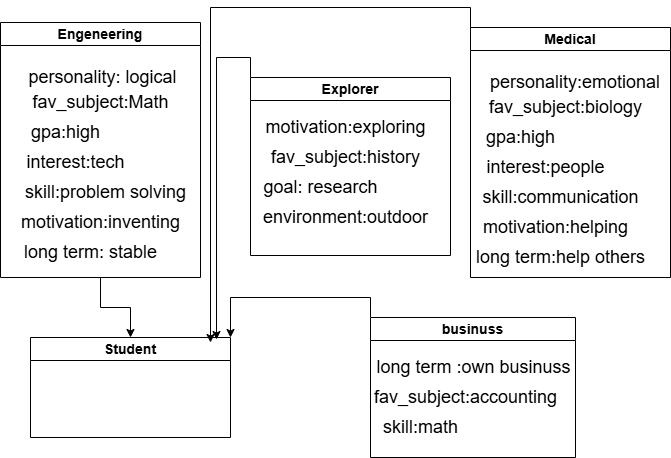 Engeneering
personality: logical
fav_subject:Math
gpa:high
interest:tech
skill:problem solving
motivation:inventing
long term: stable
Explorer
motivation:exploring
fav_subject:history
goal: research
environment:outdoor
Medical
personality:emotional
fav_subject:biology
gpa:high
interest:people
skill:communication
motivation:helping
long term:help others
Student
businuss
long term :own businuss
fav_subject:accounting
skill:math